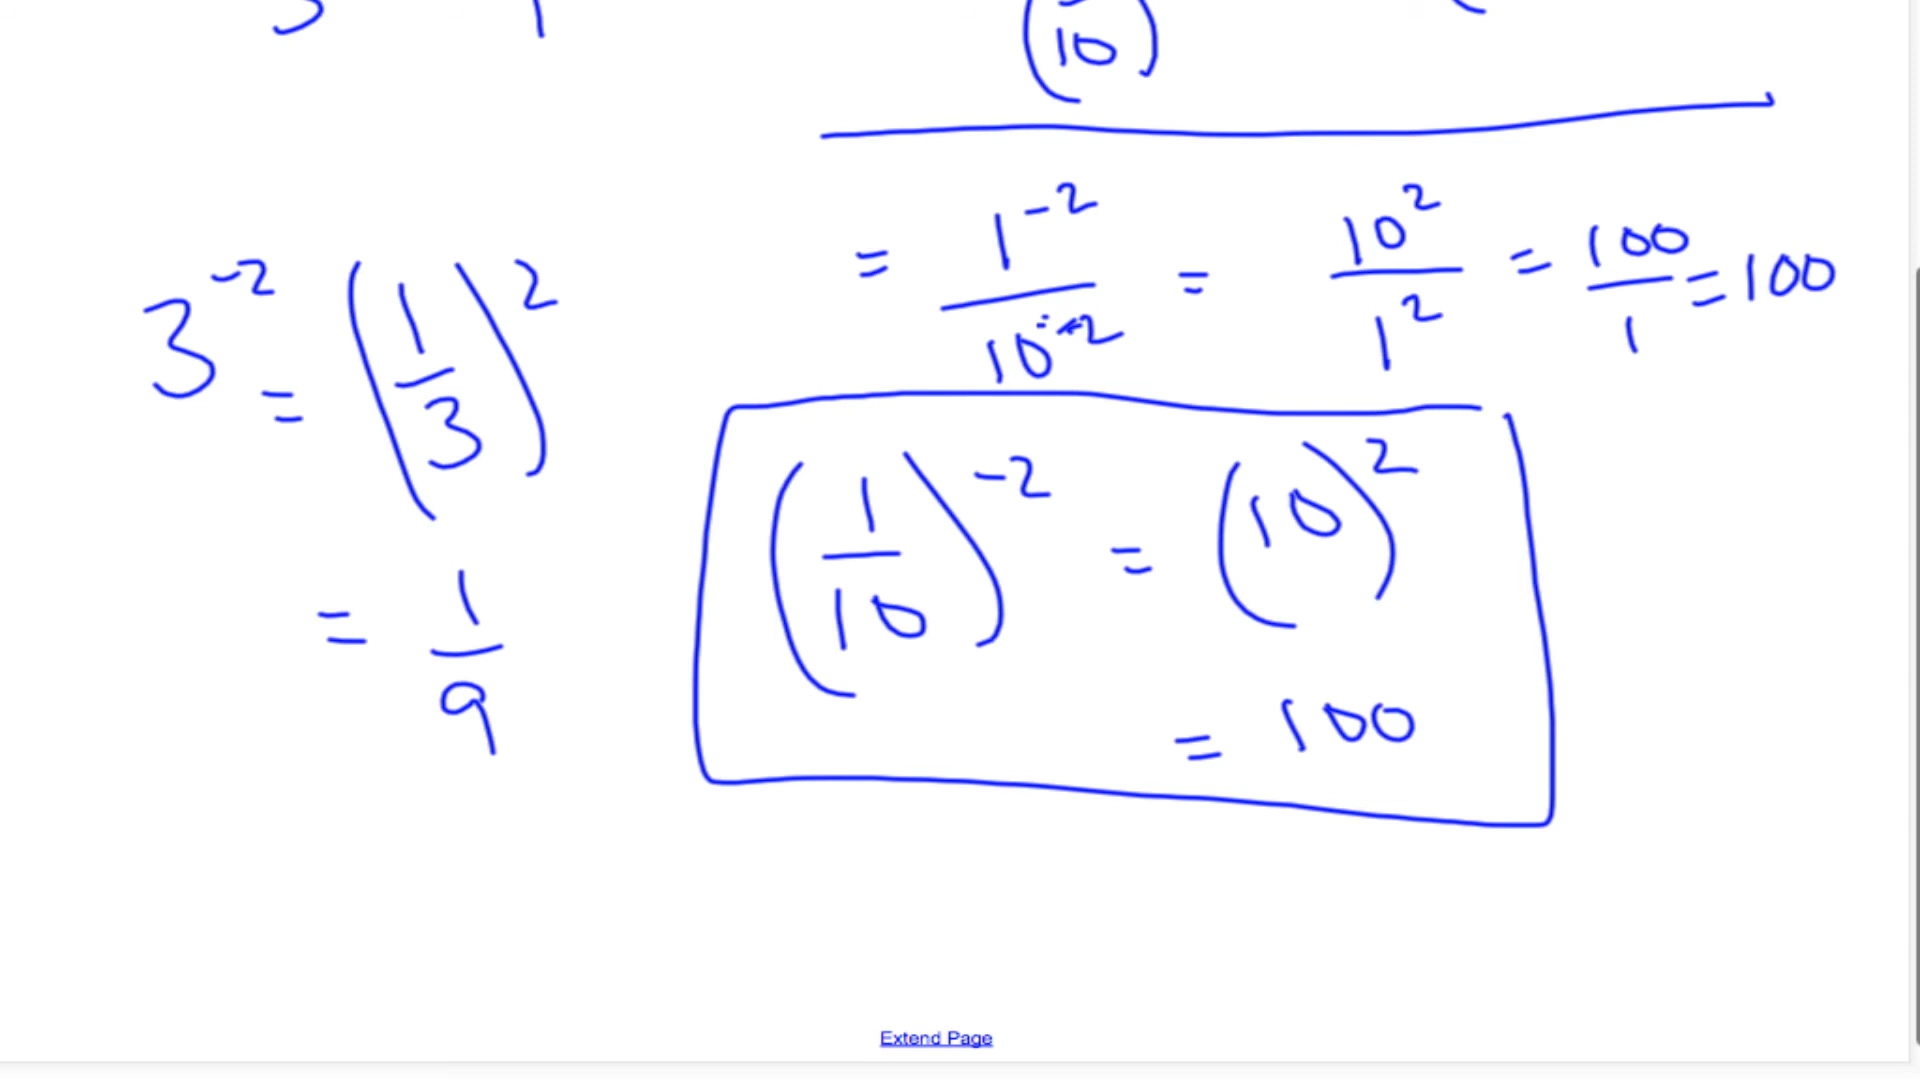 (10)
3^-2 = (1/3)^2
= 1/9
= 1^-2/10^-2 = 10^2/1^2 = 100/1 = 100
(1/10)^-2 = (10)^2
= 100
Extend Page